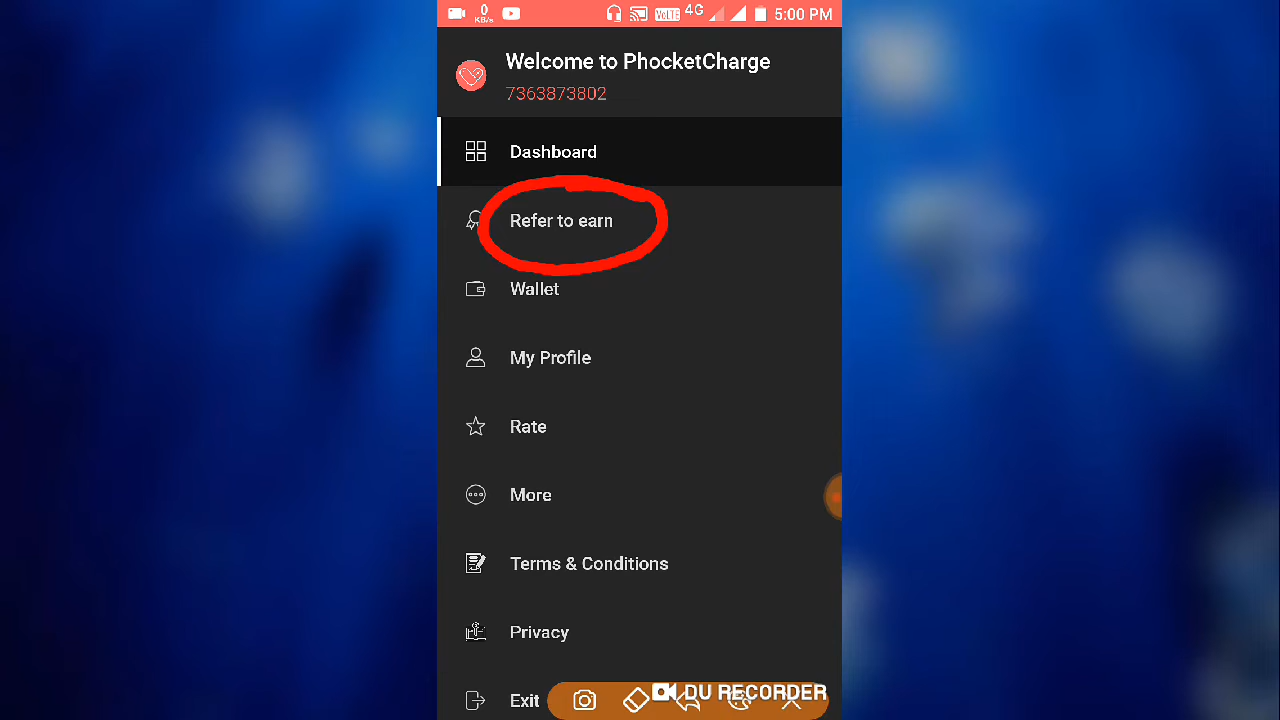 0
KB/s
VoLTE
4G
5:00 PM
Welcome to PhocketCharge
7363873802
Dashboard
Refer to earn
Wallet
My Profile
Rate
More
Terms & Conditions
Privacy
Exit
DU RECORDER